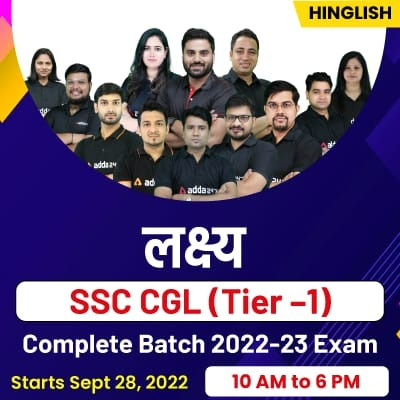 HINGLISH
adda247
लक्ष्य
SSC CGL (Tier –1)
Complete Batch 2022-23 Exam
Starts Sept 28, 2022
10 AM to 6 PM